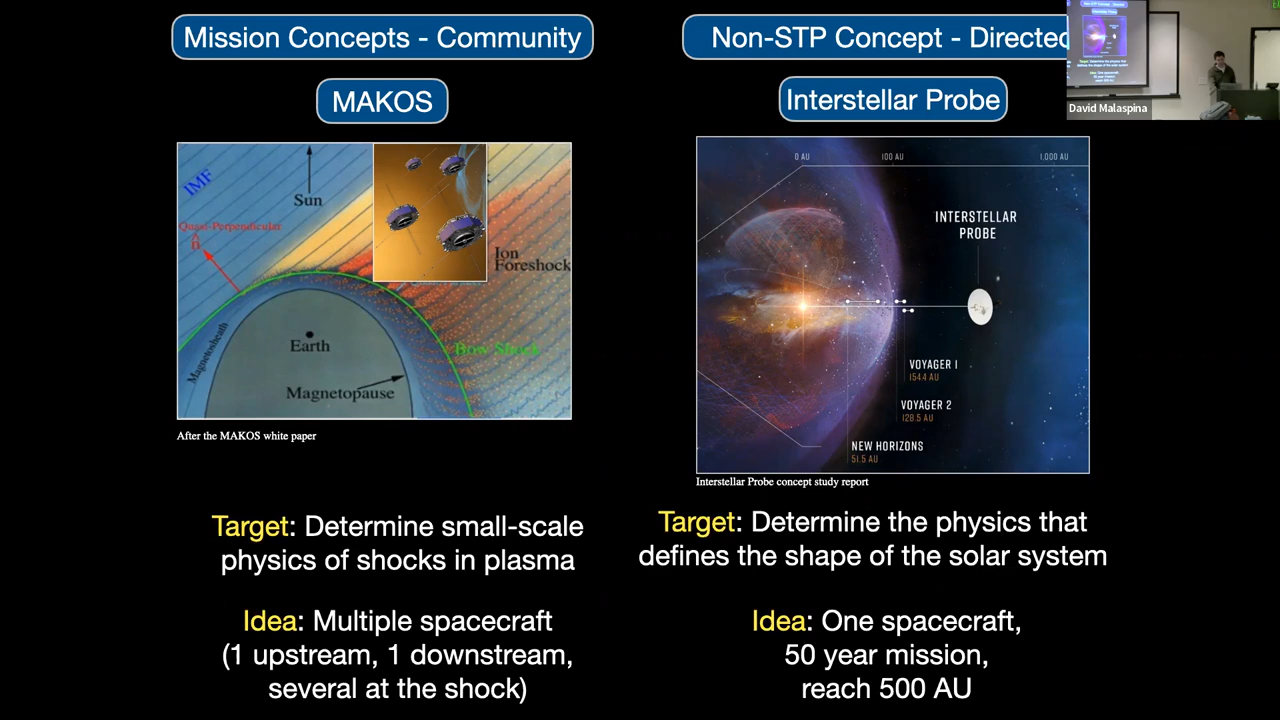 Mission Concepts - Community
MAKOS
IMF
Sun
Quasi-Perpendicular
n̂
Ion
Foreshock
Magnetosheath
Earth
Bow Shock
Magnetopause
After the MAKOS white paper
Target: Determine small-scale
physics of shocks in plasma
Idea: Multiple spacecraft
(1 upstream, 1 downstream,
several at the shock)
Non-STP Concept - Directed
Interstellar Probe
0 AU
100 AU
1,000 AU
INTERSTELLAR
PROBE
VOYAGER 1
154.4 AU
VOYAGER 2
128.5 AU
NEW HORIZONS
51.5 AU
Interstellar Probe concept study report
Target: Determine the physics that
defines the shape of the solar system
Idea: One spacecraft,
50 year mission,
reach 500 AU
David Malaspina